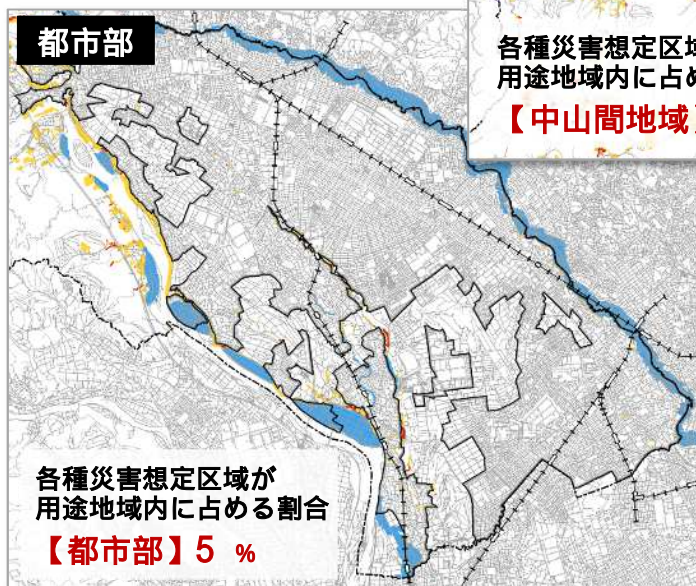 都市部
各種災害想定区域
用途地域内に占め
【中山間地域
各種災害想定区域が
用途地域内に占める割合
【都市部】5 %